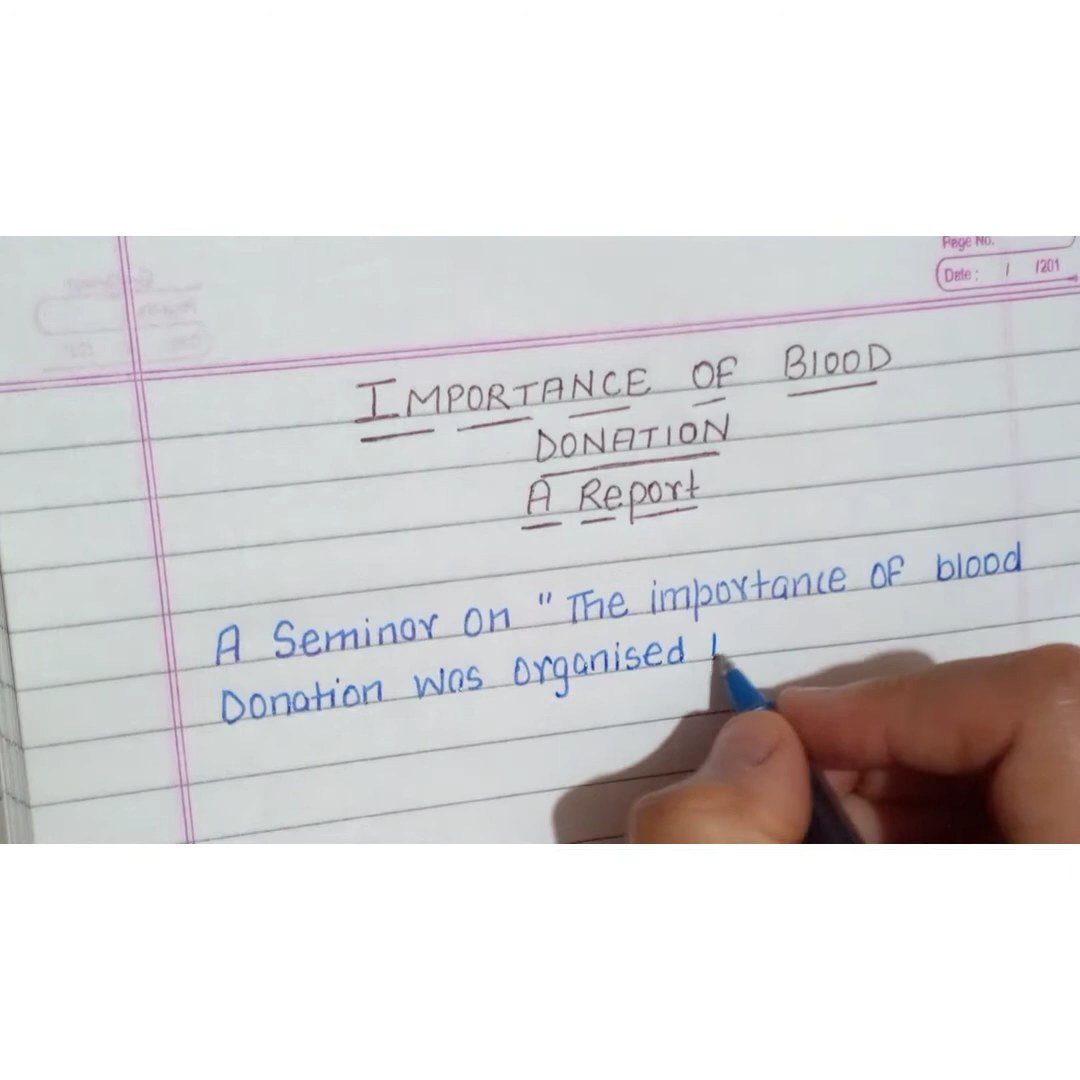 Page No.
Date: / /201
IMPORTANCE OF BlOOD
DONATION
A Report
A Seminar on "The importance of blood
Donation was organised